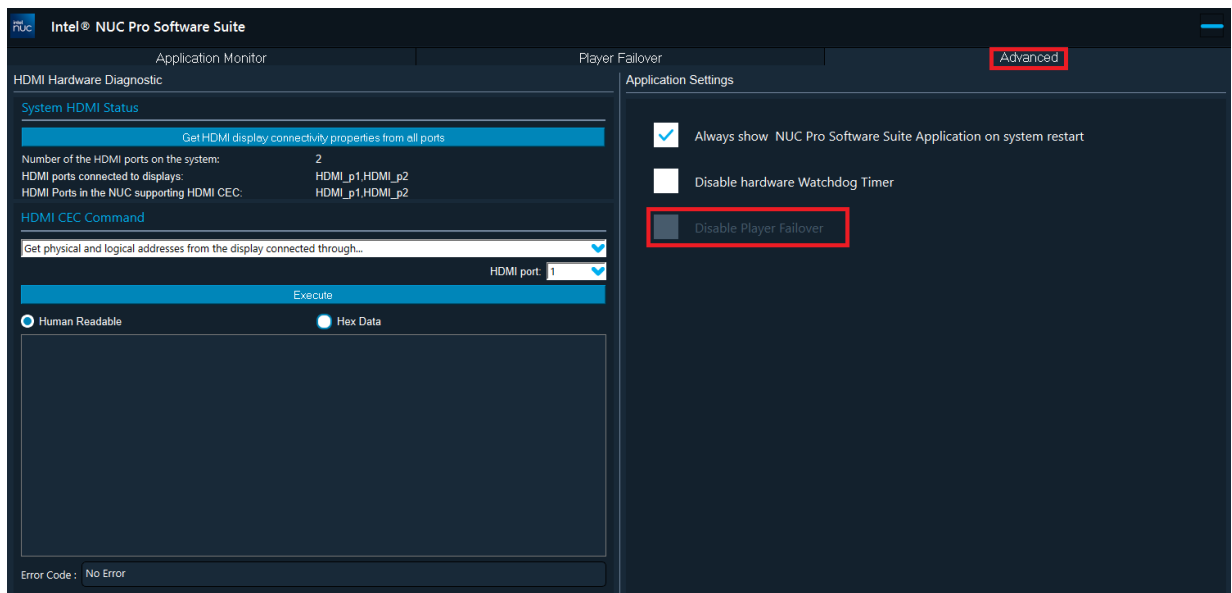 intel nuc Intel® NUC Pro Software Suite
Application Monitor Player Failover Advanced
HDMI Hardware Diagnostic
System HDMI Status
Get HDMI display connectivity properties from all ports
Number of the HDMI ports on the system: 2
HDMI ports connected to displays: HDMI_p1,HDMI_p2
HDMI Ports in the NUC supporting HDMI CEC: HDMI_p1,HDMI_p2
HDMI CEC Command
Get physical and logical addresses from the display connected through...
HDMI port: 1
Execute
Human Readable Hex Data
Error Code : No Error
Application Settings
Always show NUC Pro Software Suite Application on system restart
Disable hardware Watchdog Timer
Disable Player Failover